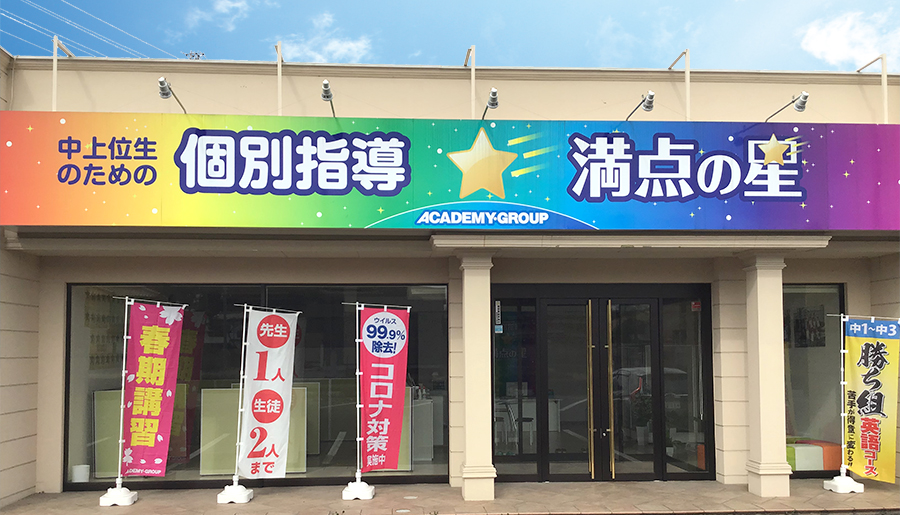 中上位生
のための
個別指導
満点の星
ACADEMY-GROUP
春期講習
ACADEMY-GROUP
先生
1人
生徒
2人
まで
ウイルス
99.9%
除去!
コロナ対策
実施中
中1~中3
勝ち組
英語コース
苦手が得意に変わる!!